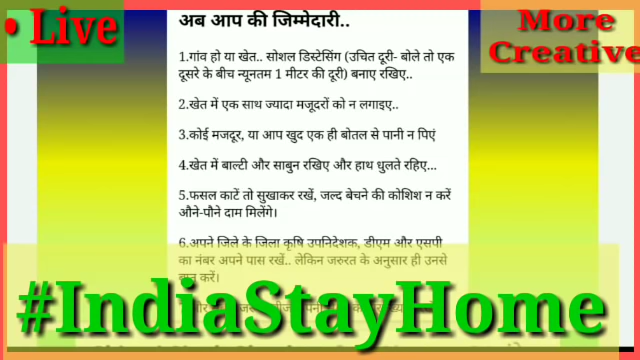 • Live
More
Creative
अब आप की जिम्मेदारी..
1.गांव हो या खेत.. सोशल डिस्टेसिंग (उचित दूरी- बोले तो एक
दूसरे के बीच न्यूनतम 1 मीटर की दूरी) बनाए रखिए..
2.खेत में एक साथ ज्यादा मजूदरों को न लगाइए..
3.कोई मजदूर, या आप खुद एक ही बोतल से पानी न पिएं
4.खेत में बाल्टी और साबुन रखिए और हाथ धुलते रहिए...
5.फसल काटें तो सुखाकर रखें, जल्द बेचने की कोशिश न करें
औने-पौने दाम मिलेंगे।
6.अपने जिले के जिला कृषि उपनिदेशक, डीएम और एसपी
का नंबर अपने पास रखें.. लेकिन जरुरत के अनुसार ही उनसे
बात करें।
#IndiaStayHome